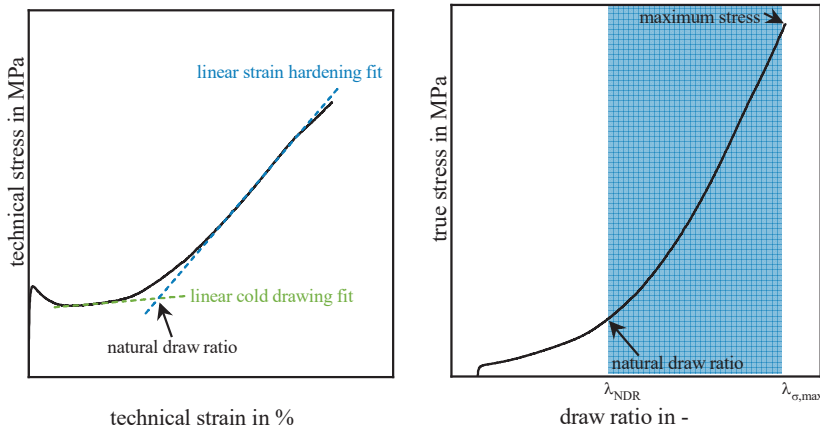 technical stress in MPa
linear strain hardening fit
linear cold drawing fit
natural draw ratio
technical strain in %
true stress in MPa
maximum stress
natural draw ratio
λNDR
λσ,max
draw ratio in -